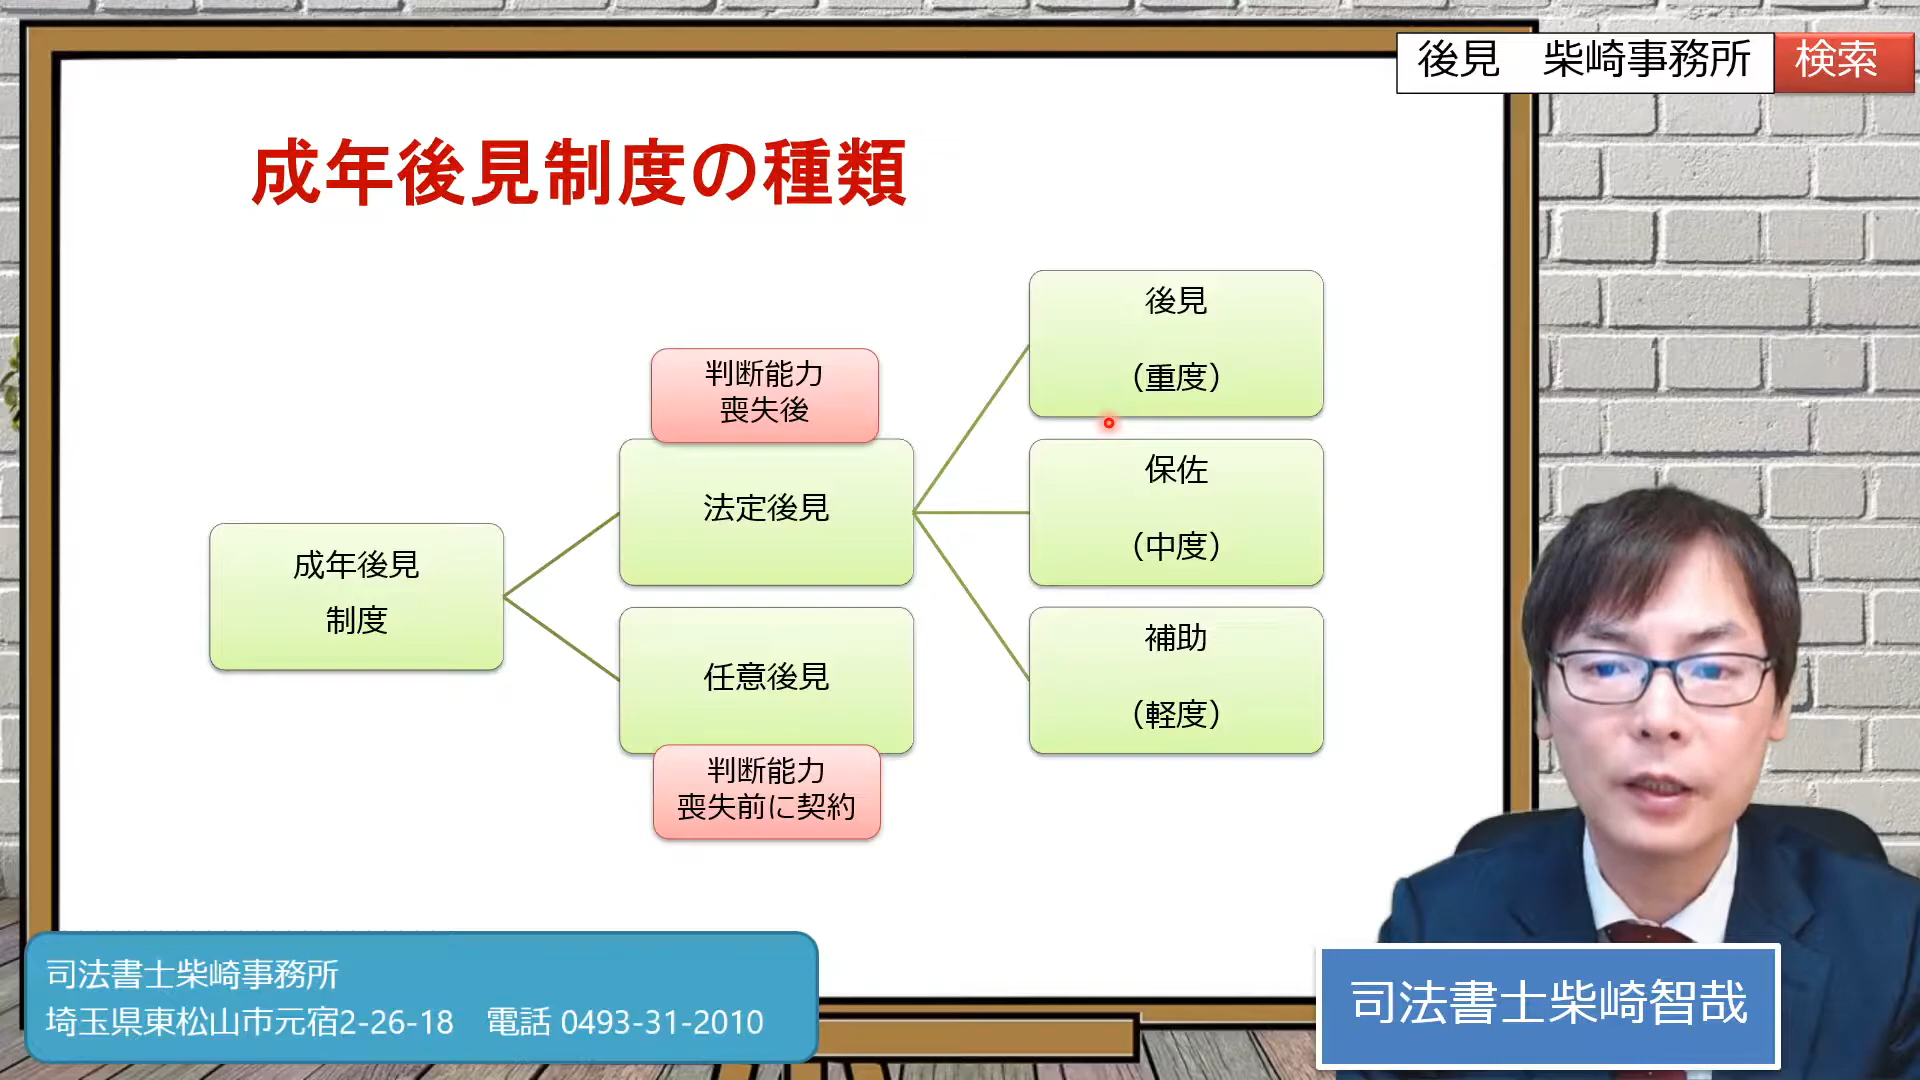 後見　柴崎事務所
検索
成年後見制度の種類
成年後見
制度
判断能力
喪失後
法定後見
任意後見
判断能力
喪失前に契約
後見
（重度）
保佐
（中度）
補助
（軽度）
司法書士柴崎事務所
埼玉県東松山市元宿2-26-18　電話 0493-31-2010
司法書士柴崎智哉